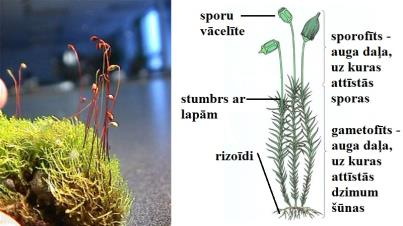 sporu
vācelīte
stumbrs ar
lapām
rizoīdi
sporofīts -
auga daļa,
uz kuras
attīstās
sporas
gametofīts -
auga daļa,
uz kuras
attīstās
dzimum
šūnas